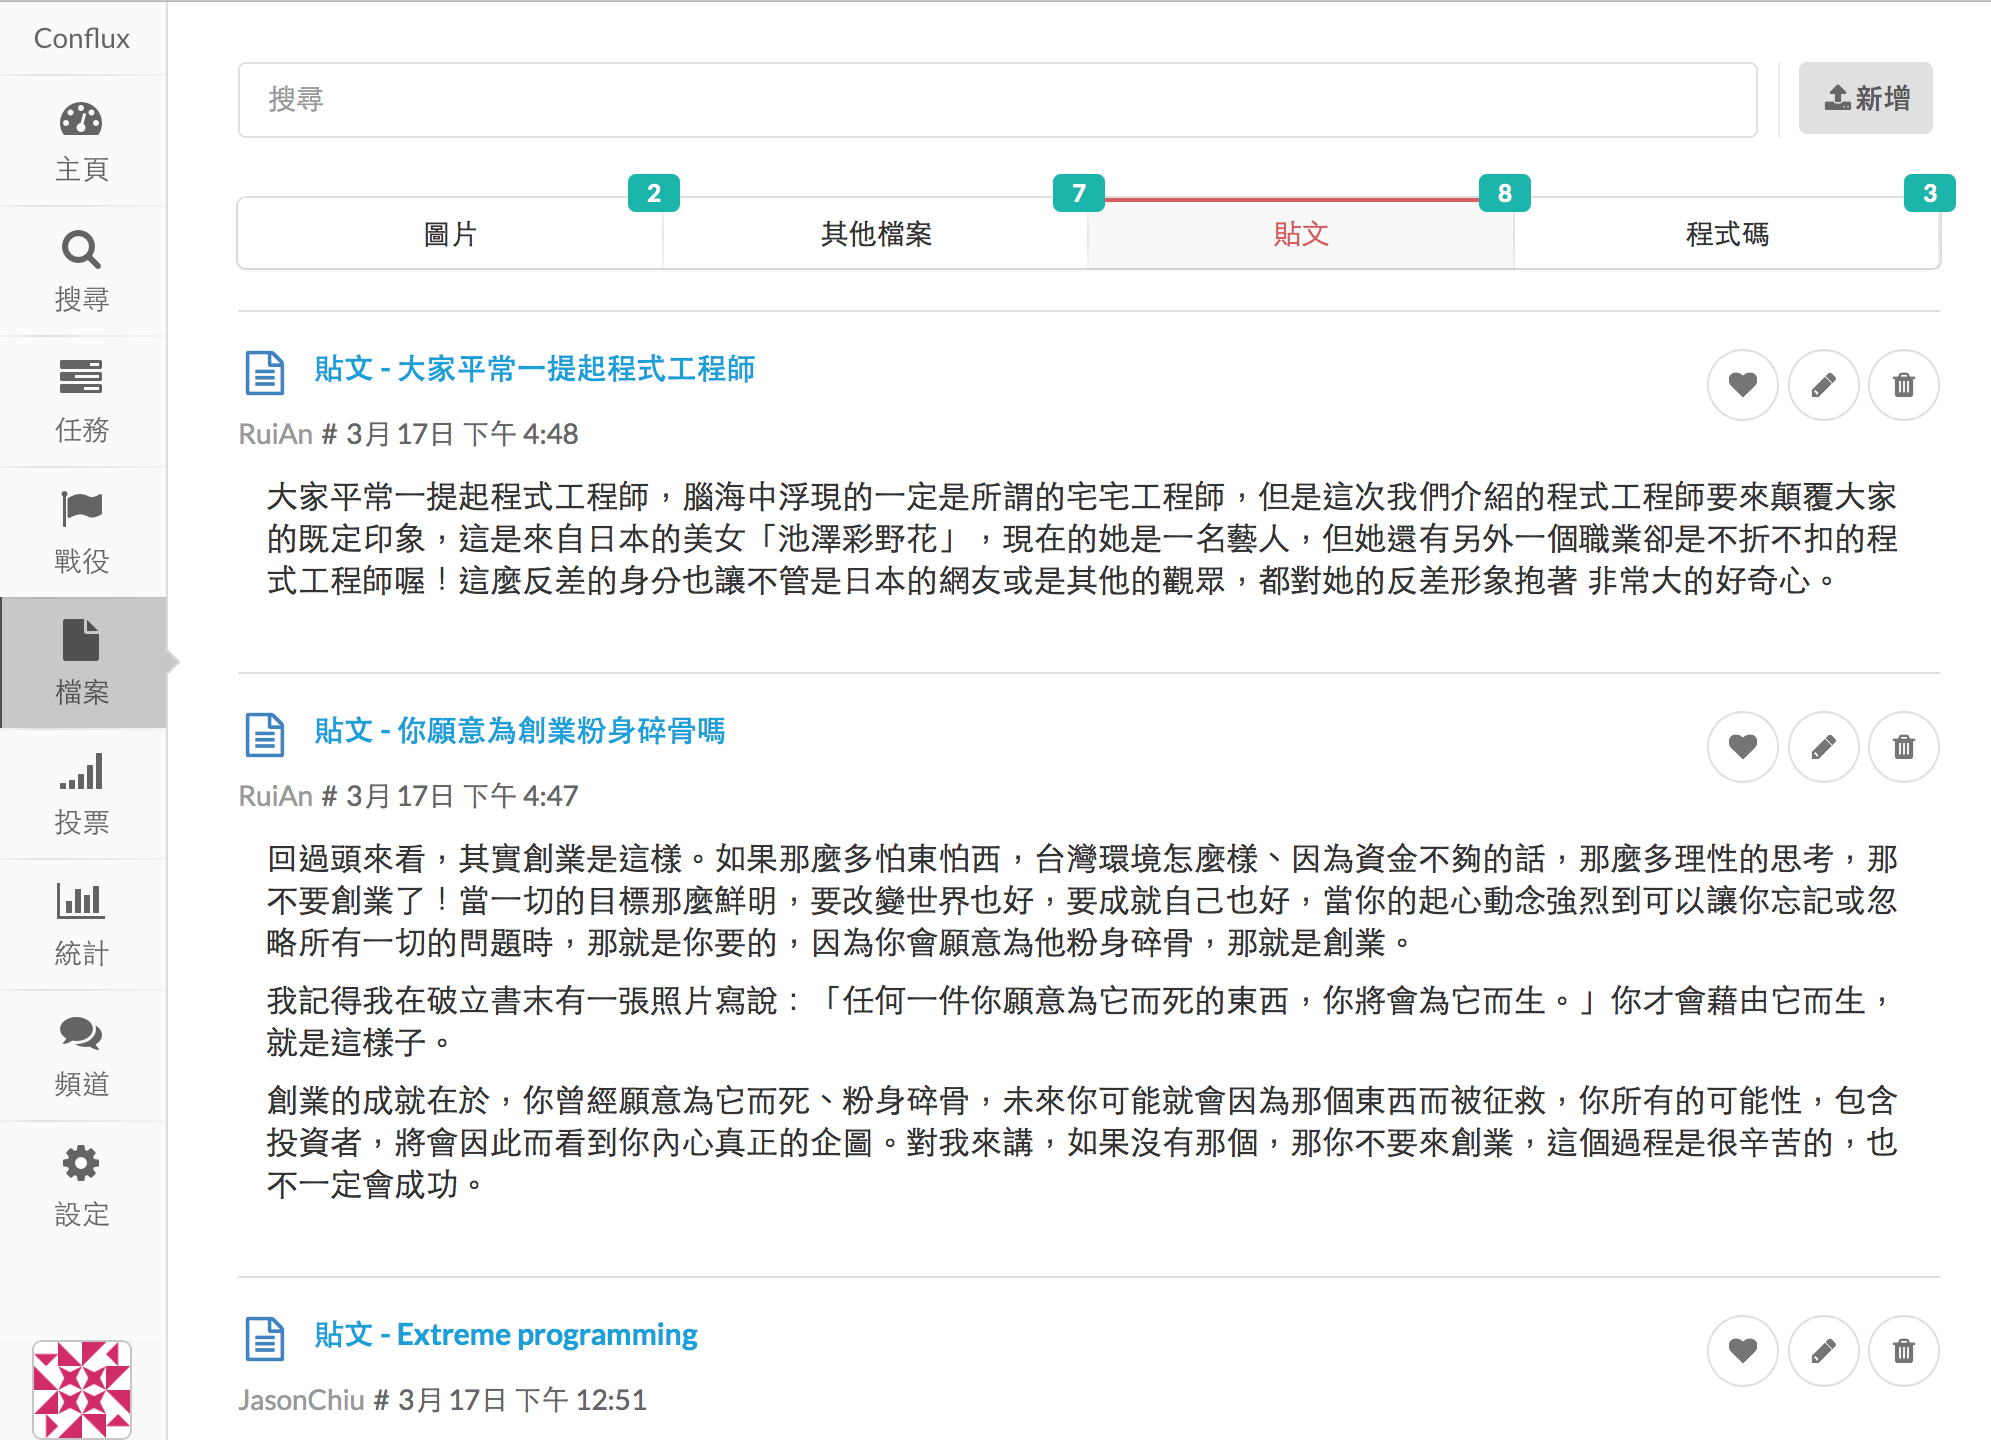 Conflux
主頁
搜尋
任務
戰役
檔案
投票
統計
頻道
設定
搜尋
新增
圖片 2
其他檔案 7
貼文 8
程式碼 3
貼文 - 大家平常一提起程式工程師
RuiAn # 3月17日 下午 4:48
大家平常一提起程式工程師，腦海中浮現的一定是所謂的宅宅工程師，但是這次我們介紹的程式工程師要來顛覆大家
的既定印象，這是來自日本的美女「池澤彩野花」，現在的她是一名藝人，但她還有另外一個職業卻是不折不扣的程
式工程師喔！這麼反差的身分也讓不管是日本的網友或是其他的觀眾，都對她的反差形象抱著 非常大的好奇心。
貼文 - 你願意為創業粉身碎骨嗎
RuiAn # 3月17日 下午 4:47
回過頭來看，其實創業是這樣。如果那麼多怕東怕西，台灣環境怎麼樣、因為資金不夠的話，那麼多理性的思考，那
不要創業了！當一切的目標那麼鮮明，要改變世界也好，要成就自己也好，當你的起心動念強烈到可以讓你忘記或忽
略所有一切的問題時，那就是你要的，因為你會願意為他粉身碎骨，那就是創業。
我記得我在破立書末有一張照片寫說：「任何一件你願意為它而死的東西，你將會為它而生。」你才會藉由它而生，
就是這樣子。
創業的成就在於，你曾經願意為它而死、粉身碎骨，未來你可能就會因為那個東西而被征救，你所有的可能性，包含
投資者，將會因此而看到你內心真正的企圖。對我來講，如果沒有那個，那你不要來創業，這個過程是很辛苦的，也
不一定會成功。
貼文 - Extreme programming
JasonChiu # 3月17日 下午 12:51